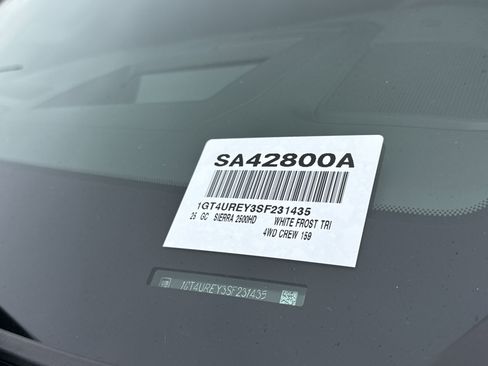 SA42800A
1GT4UREY3SF231435
25 GC SIERRA 2500HD WHITE FROST TRI
4WD CREW 159
1GT4UREY3SF231435